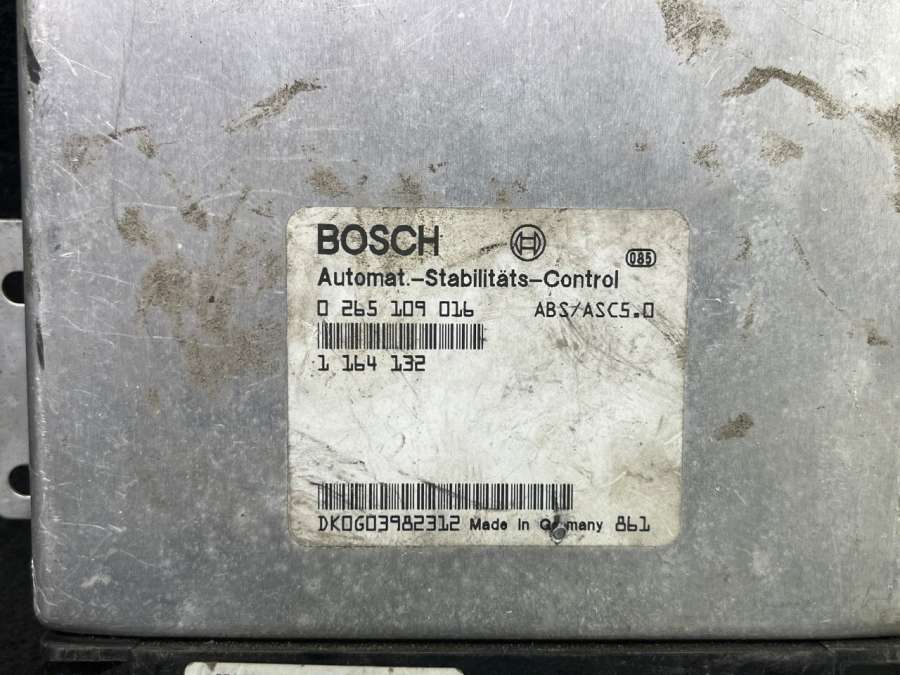 BOSCH
085
Automat.-Stabilitäts-Control
0 265 109 016 ABS/ASC5.0
1 164 132
DK0G03982312 Made in Germany 861